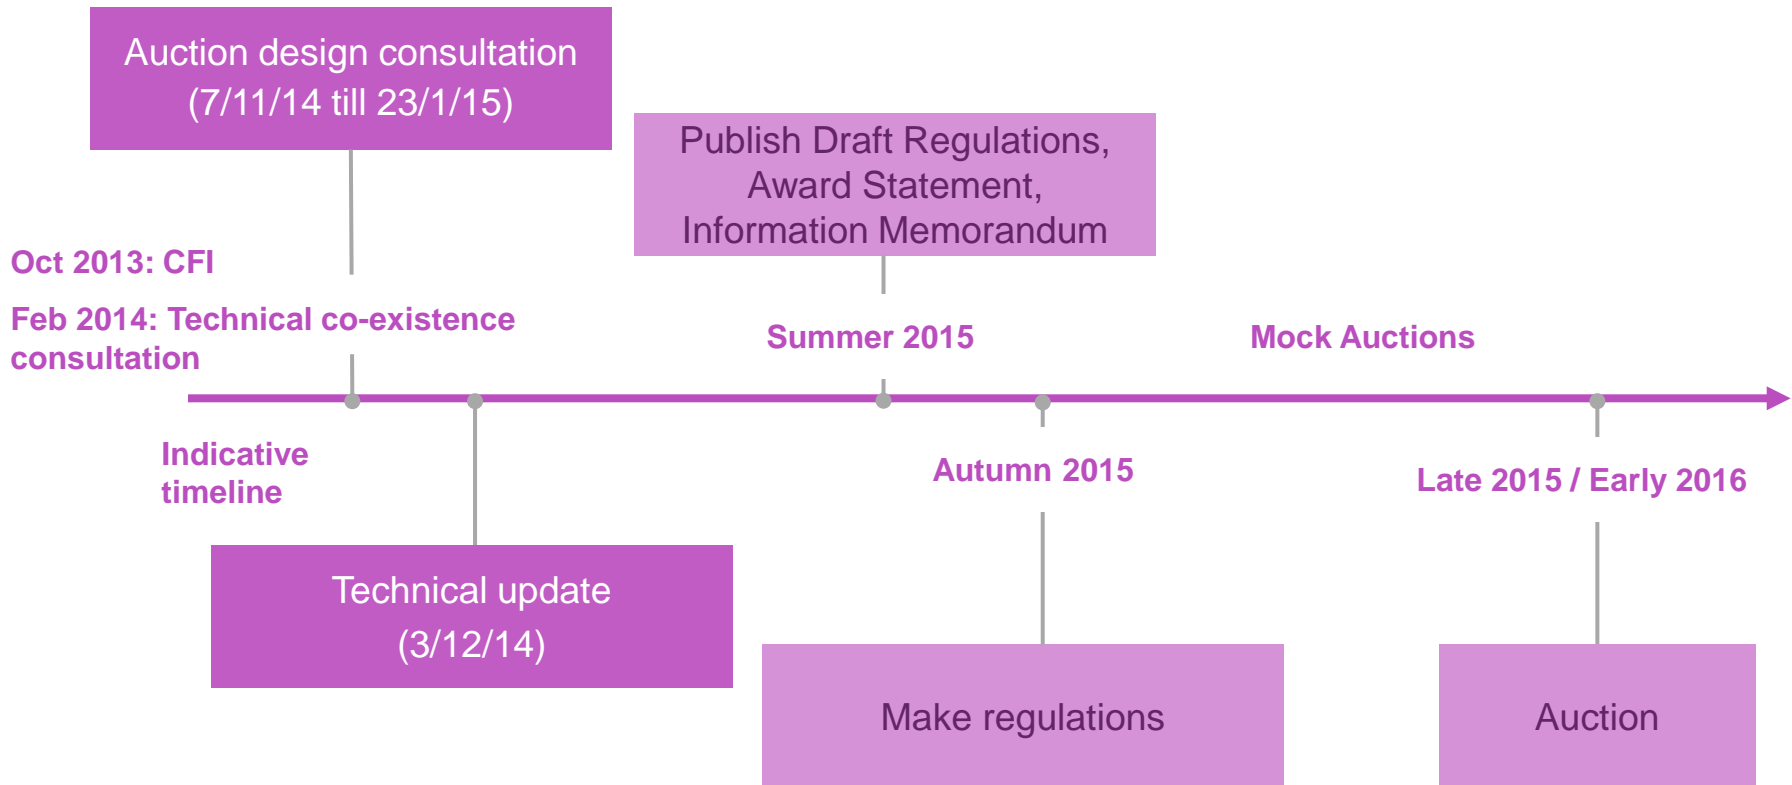 Auction design consultation
(7/11/14 till 23/1/15)
Publish Draft Regulations,
Award Statement,
Information Memorandum
Oct 2013: CFI
Feb 2014: Technical co-existence
consultation
Summer 2015
Mock Auctions
Indicative
timeline
Autumn 2015
Late 2015 / Early 2016
Technical update
(3/12/14)
Make regulations
Auction